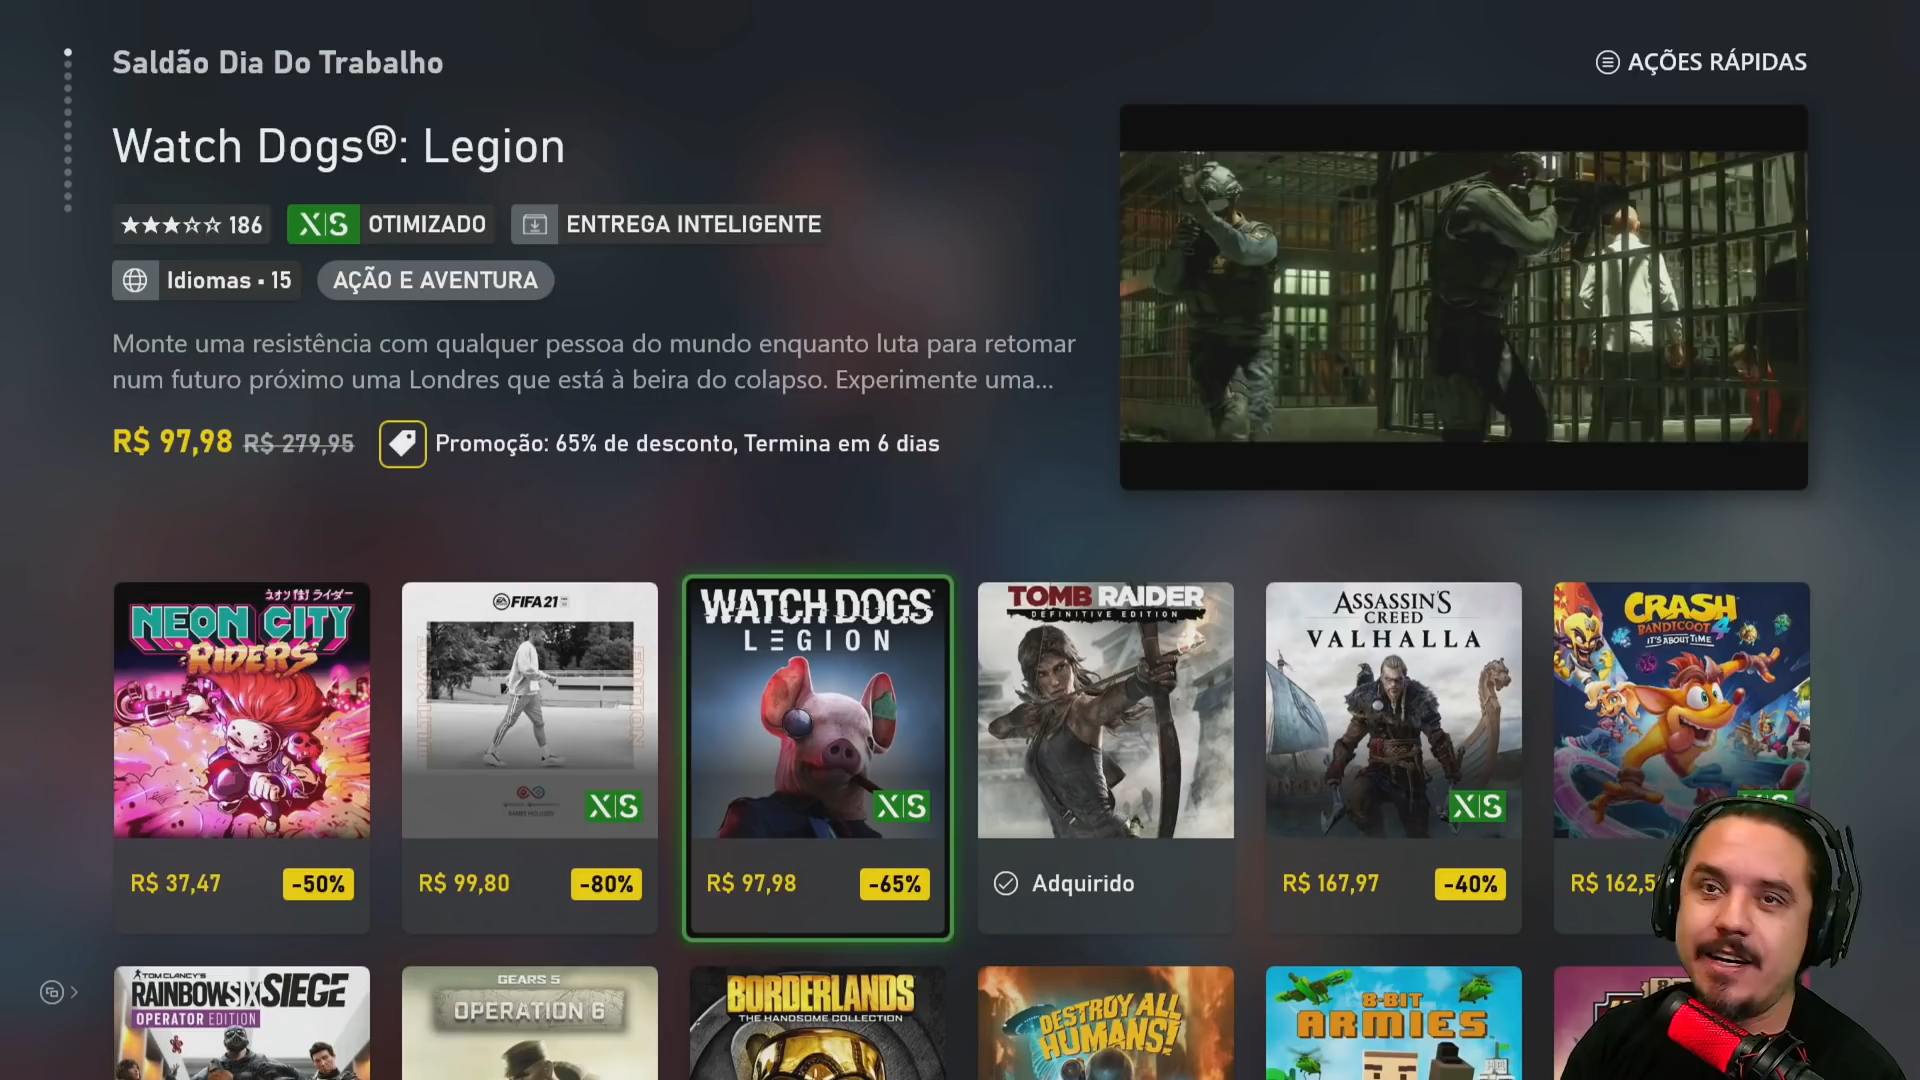 Saldão Dia Do Trabalho
AÇÕES RÁPIDAS
Watch Dogs®: Legion
★★★☆☆ 186
X|S OTIMIZADO
ENTREGA INTELIGENTE
Idiomas • 15
AÇÃO E AVENTURA
Monte uma resistência com qualquer pessoa do mundo enquanto luta para retomar
num futuro próximo uma Londres que está à beira do colapso. Experimente uma...
R$ 97,98 R$ 279,95
Promoção: 65% de desconto, Termina em 6 dias
NEON CITY
RIDERS
FIFA 21
ULTIMATE
EDITION
X|S
WATCH DOGS
LEGION
X|S
TOMB RAIDER
DEFINITIVE EDITION
ASSASSIN'S
CREED
VALHALLA
X|S
CRASH
BANDICOOT 4
IT'S ABOUT TIME
X|S
R$ 37,47 -50%
R$ 99,80 -80%
R$ 97,98 -65%
Adquirido
R$ 167,97 -40%
R$ 162,5
TOM CLANCY'S
RAINBOW SIX SIEGE
OPERATOR EDITION
GEARS 5
OPERATION 6
BORDERLANDS
THE HANDSOME COLLECTION
DESTROY ALL
HUMANS!
8-BIT
ARMIES